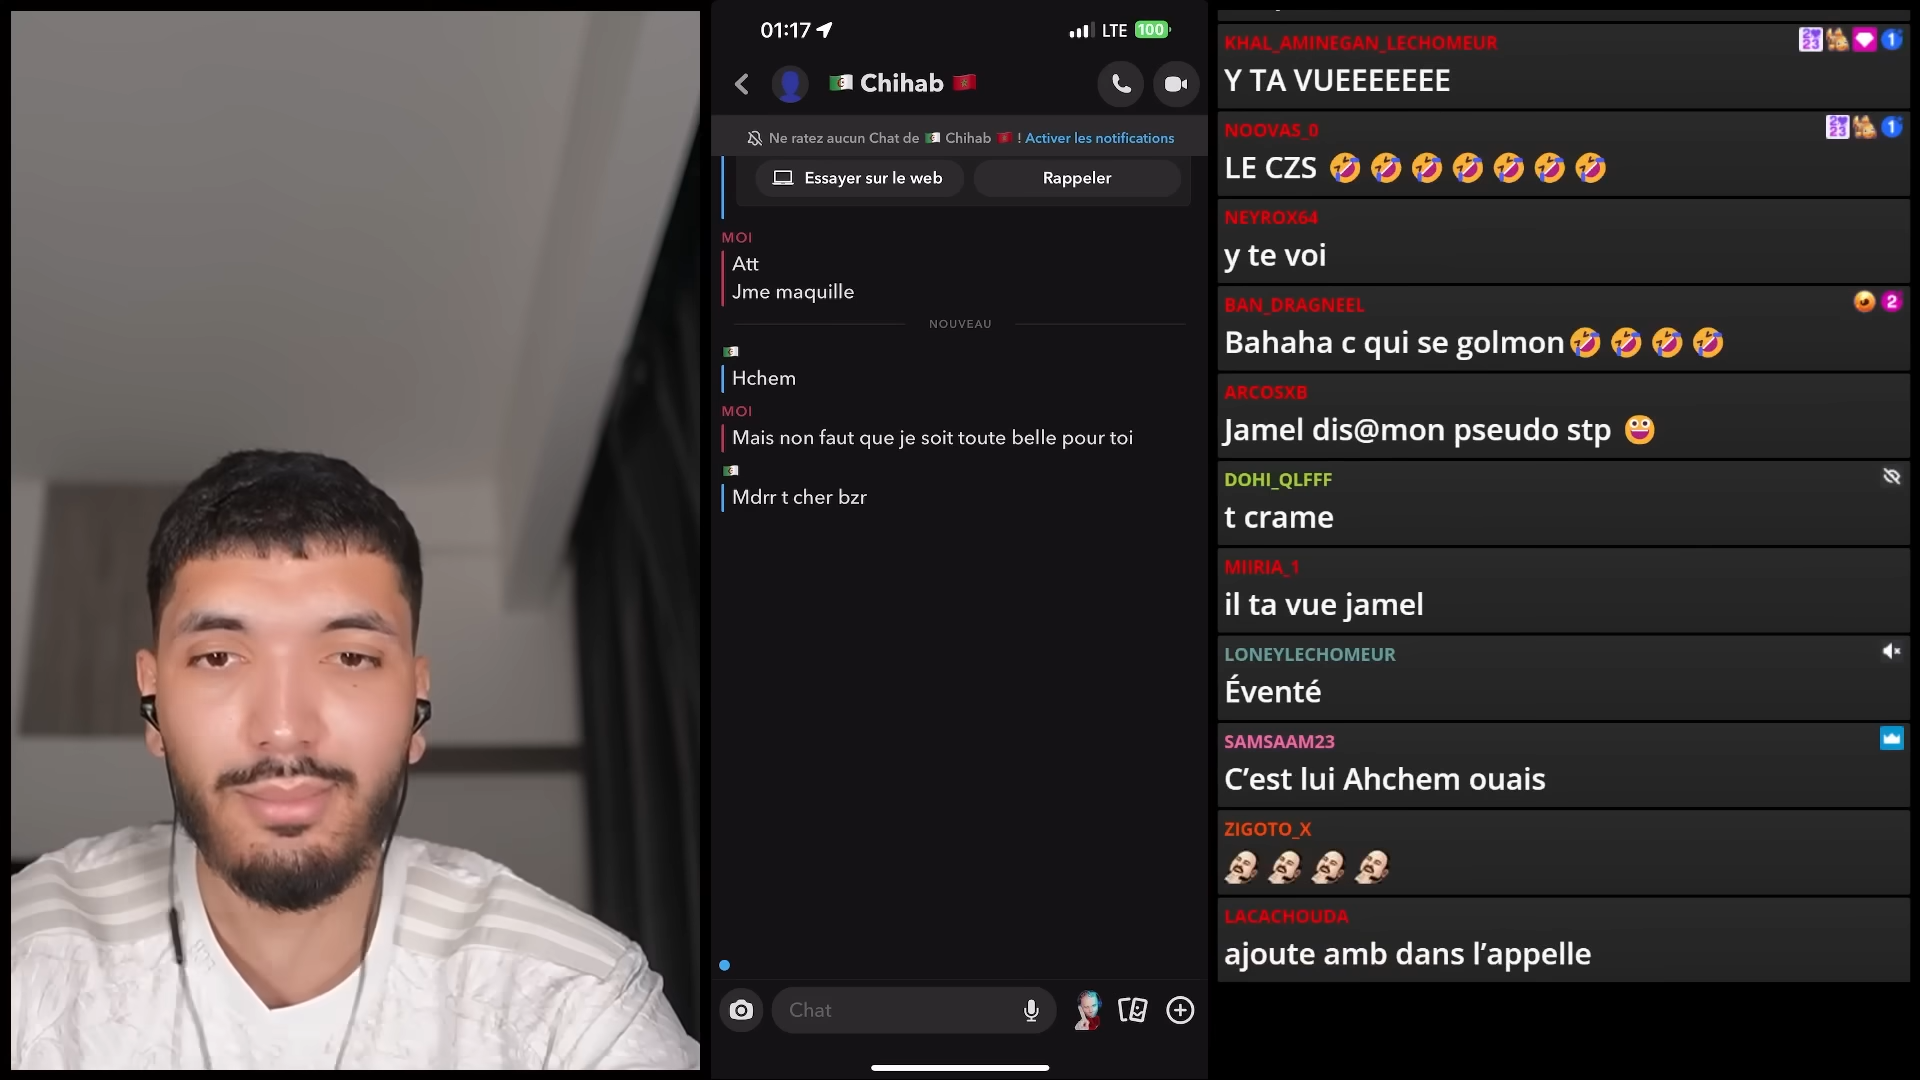 01:17
LTE 100
Chihab
Ne ratez aucun Chat de Chihab ! Activer les notifications
Essayer sur le web
Rappeler
MOI
Att
Jme maquille
NOUVEAU
Hchem
MOI
Mais non faut que je soit toute belle pour toi
Mdrr t cher bzr
Chat
KHAL_AMINEGAN_LECHOMEUR
Y TA VUEEEEEEE
NOOVAS_0
LE CZS 🤣 🤣 🤣 🤣 🤣 🤣 🤣
NEYROX64
y te voi
BAN_DRAGNEEL
2
Bahaha c qui se golmon🤣 🤣 🤣 🤣
ARCOSXB
Jamel dis@mon pseudo stp 😀
DOHI_QLFFF
t crame
MIIRIA_1
il ta vue jamel
LONEYLECHOMEUR
Éventé
SAMSAAM23
C’est lui Ahchem ouais
ZIGOTO_X
LACACHOUDA
ajoute amb dans l’appelle